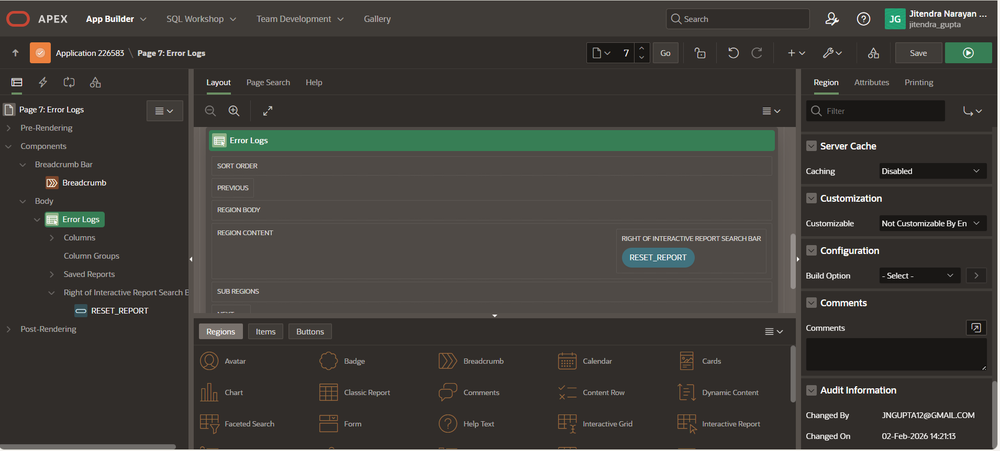 APEX App Builder SQL Workshop Team Development Gallery Search JG Jitendra Narayan ...
jitendra_gupta
Application 226583 \ Page 7: Error Logs 7 Go Save
Layout Page Search Help
Region Attributes Printing
Page 7: Error Logs
Pre-Rendering
Components
Breadcrumb Bar
Breadcrumb
Body
Error Logs
Columns
Column Groups
Saved Reports
Right of Interactive Report Search B
RESET_REPORT
Post-Rendering
Error Logs
SORT ORDER
PREVIOUS
REGION BODY
REGION CONTENT
RIGHT OF INTERACTIVE REPORT SEARCH BAR
RESET_REPORT
SUB REGIONS
Regions Items Buttons
Avatar Badge Breadcrumb Calendar Cards
Chart Classic Report Comments Content Row Dynamic Content
Faceted Search Form Help Text Interactive Grid Interactive Report
Filter
Server Cache
Caching Disabled
Customization
Customizable Not Customizable By En
Configuration
Build Option - Select -
Comments
Comments
Audit Information
Changed By JNGUPTA12@GMAIL.COM
Changed On 02-Feb-2026 14:21:13